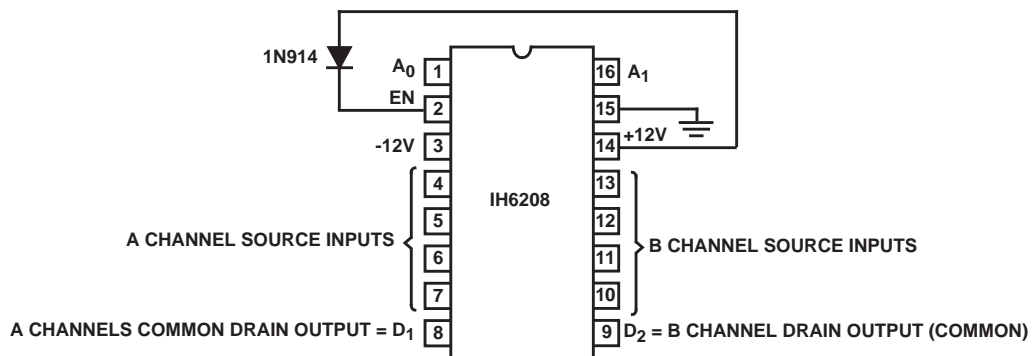 1N914
A0 1
16 A1
EN 2
15
-12V 3
14 +12V
4
13
IH6208
5
12
A CHANNEL SOURCE INPUTS
B CHANNEL SOURCE INPUTS
6
11
7
10
A CHANNELS COMMON DRAIN OUTPUT = D1 8
9 D2 = B CHANNEL DRAIN OUTPUT (COMMON)